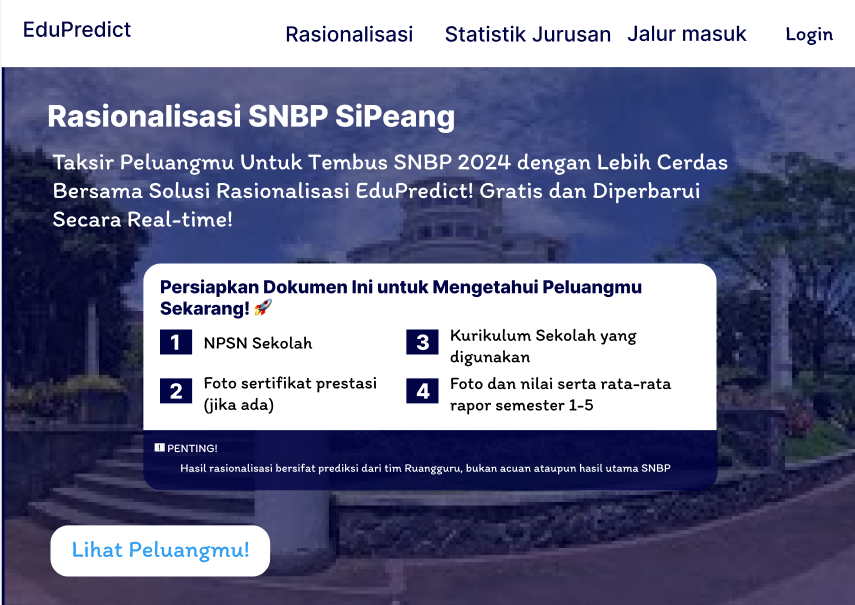 EduPredict
Rasionalisasi
Statistik Jurusan
Jalur masuk
Login
Rasionalisasi SNBP SiPeang
Taksir Peluangmu Untuk Tembus SNBP 2024 dengan Lebih Cerdas
Bersama Solusi Rasionalisasi EduPredict! Gratis dan Diperbarui
Secara Real-time!
Persiapkan Dokumen Ini untuk Mengetahui Peluangmu
Sekarang! 🚀
1 NPSN Sekolah
2 Foto sertifikat prestasi
(jika ada)
3 Kurikulum Sekolah yang
digunakan
4 Foto dan nilai serta rata-rata
rapor semester 1-5
! PENTING!
Hasil rasionalisasi bersifat prediksi dari tim Ruangguru, bukan acuan ataupun hasil utama SNBP
Lihat Peluangmu!